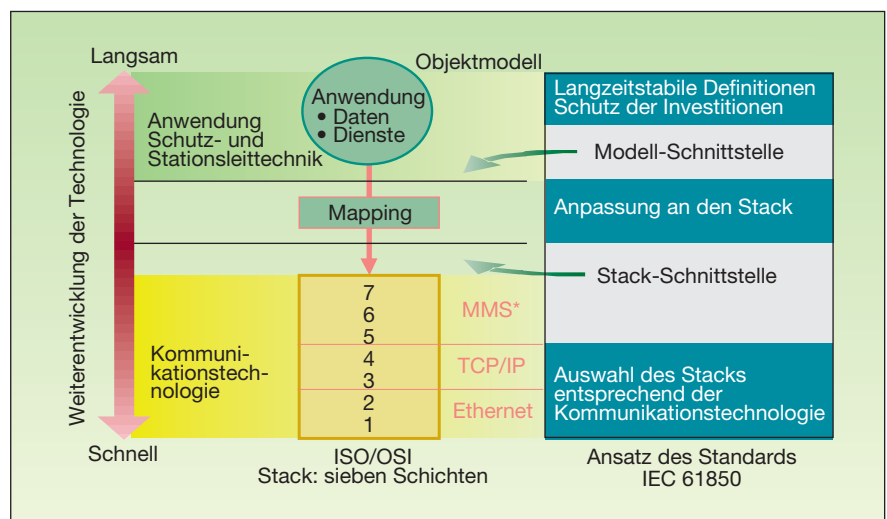 Langsam
Weiterentwicklung der Technologie
Schnell
Anwendung
Schutz- und
Stationsleittechnik
Kommuni-
kationstech-
nologie
Objektmodell
Anwendung
• Daten
• Dienste
Mapping
7
6
5
4
3
2
1
MMS*
TCP/IP
Ethernet
ISO/OSI
Stack: sieben Schichten
Langzeitstabile Definitionen
Schutz der Investitionen
Modell-Schnittstelle
Anpassung an den Stack
Stack-Schnittstelle
Auswahl des Stacks
entsprechend der
Kommunikationstechnologie
Ansatz des Standards
IEC 61850